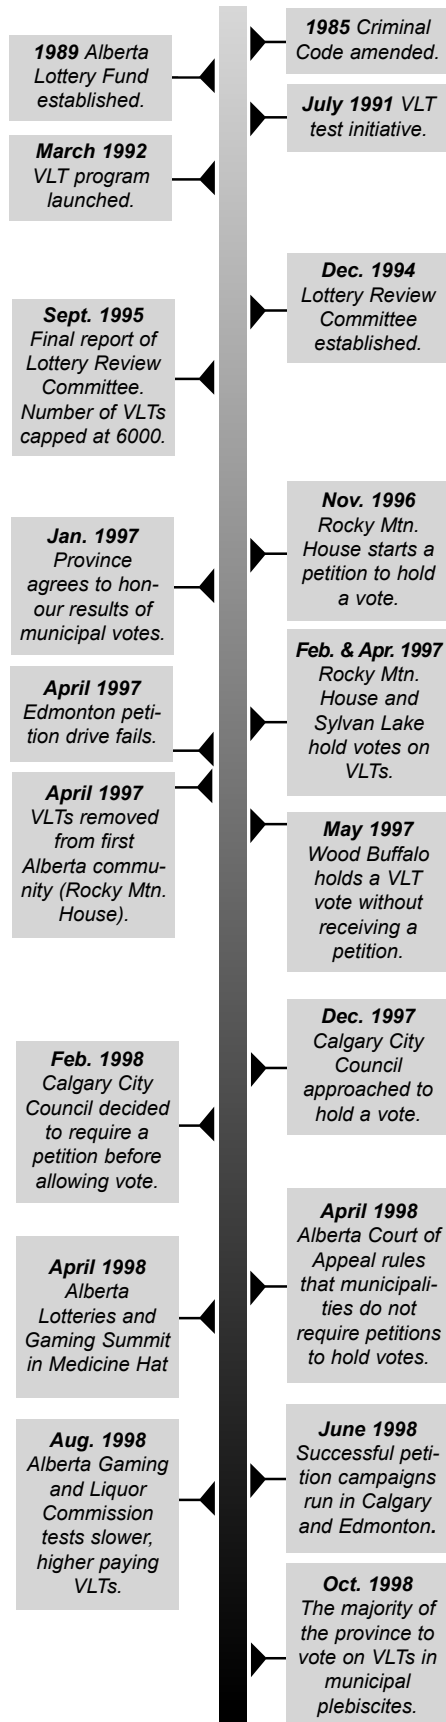 1985 Criminal
Code amended.
1989 Alberta
Lottery Fund
established.
July 1991 VLT
test initiative.
March 1992
VLT program
launched.
Dec. 1994
Lottery Review
Committee
established.
Sept. 1995
Final report of
Lottery Review
Committee.
Number of VLTs
capped at 6000.
Nov. 1996
Rocky Mtn.
House starts a
petition to hold
a vote.
Jan. 1997
Province
agrees to hon-
our results of
municipal votes.
Feb. & Apr. 1997
Rocky Mtn.
House and
Sylvan Lake
hold votes on
VLTs.
April 1997
Edmonton peti-
tion drive fails.
April 1997
VLTs removed
from first
Alberta commu-
nity (Rocky Mtn.
House).
May 1997
Wood Buffalo
holds a VLT
vote without
receiving a
petition.
Dec. 1997
Calgary City
Council
approached to
hold a vote.
Feb. 1998
Calgary City
Council decided
to require a
petition before
allowing vote.
April 1998
Alberta Court of
Appeal rules
that municipali-
ties do not
require petitions
to hold votes.
April 1998
Alberta
Lotteries and
Gaming Summit
in Medicine Hat
June 1998
Successful peti-
tion campaigns
run in Calgary
and Edmonton.
Aug. 1998
Alberta Gaming
and Liquor
Commission
tests slower,
higher paying
VLTs.
Oct. 1998
The majority of
the province to
vote on VLTs in
municipal
plebiscites.